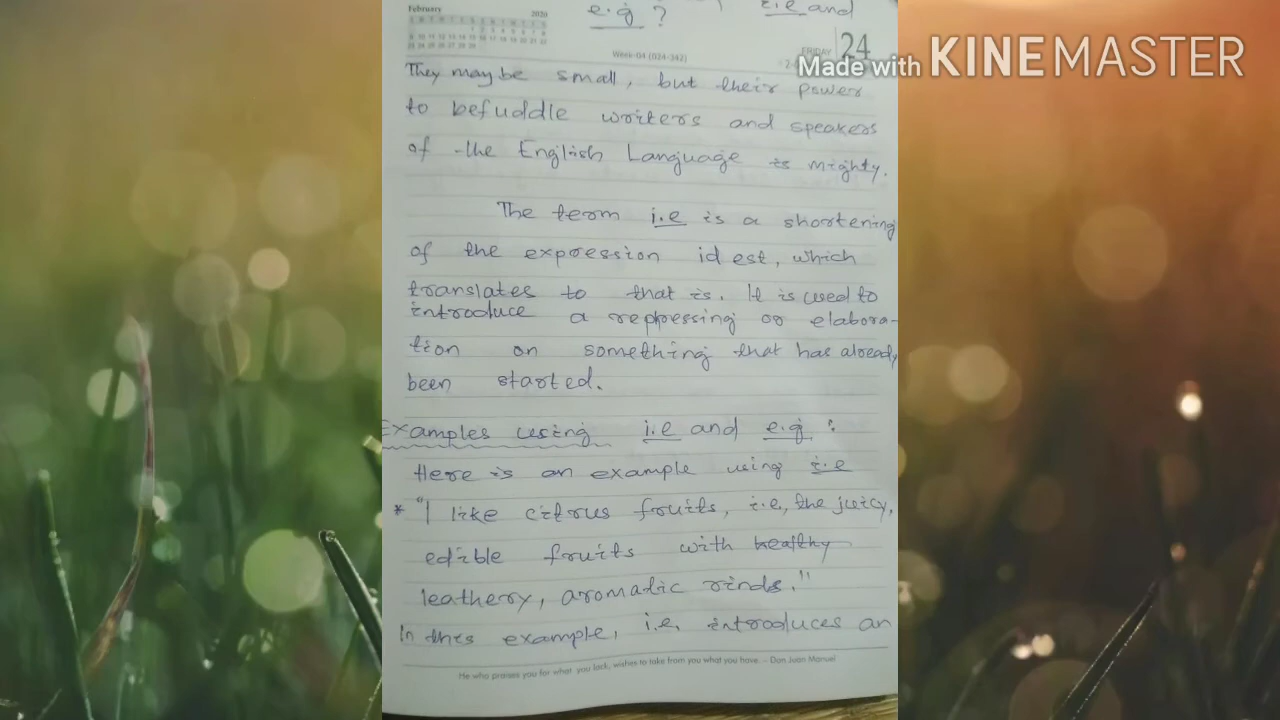 i.e and
e.g ?
February 2020
Week-04 (024-342)
FRIDAY 24
Made with KINEMASTER
They may be small, but their power
to befuddle writers and speakers
of the English Language is mighty.
The term i.e is a shortening
of the expression id est, which
translates to that is. It is used to
introduce a repressing or elabora-
tion on something that has already
been started.
Examples using i.e and e.g :
Here is an example using i.e
* "I like citrus fruits, i.e., the juicy,
edible fruits with healthy
leathery, aromadic rinds."
In this example, i.e. introduces an
He who praises you for what you lack, wishes to take from you what you have. – Don Juan Manuel